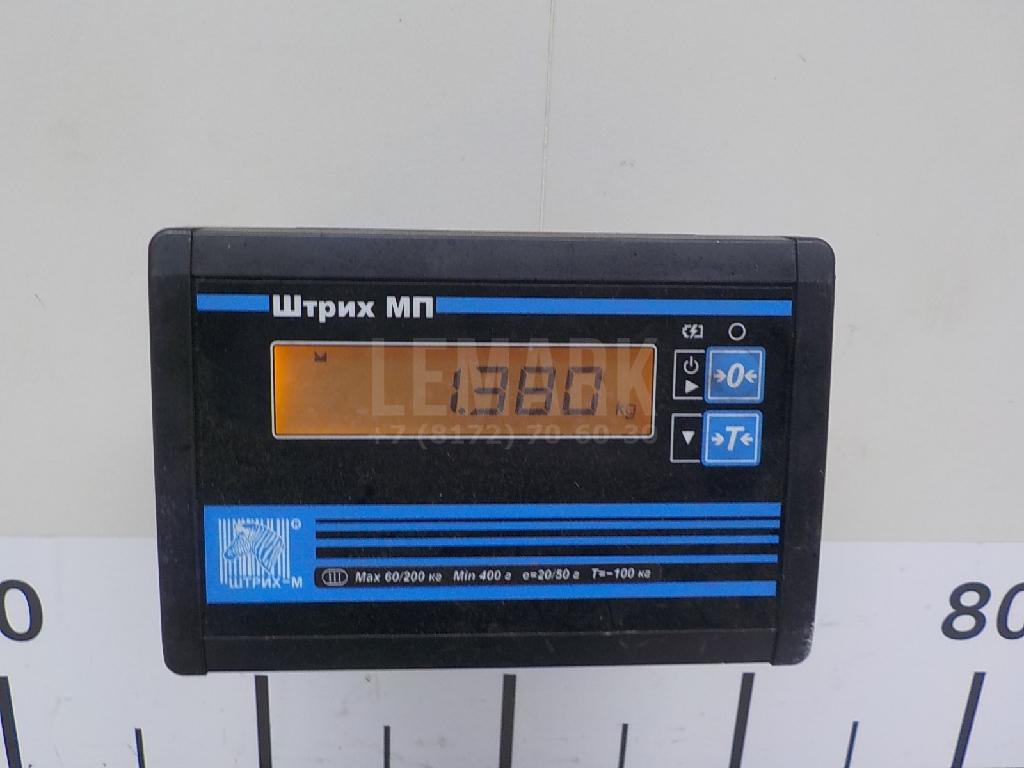 Штрих МП
LEMARK
1.380 kg
+7 (8172) 70-60-30
0
T
ШТРИХ-М
®
III Max 60/200 кг Min 400 г e=20/50 г T=-100 кг
0
80